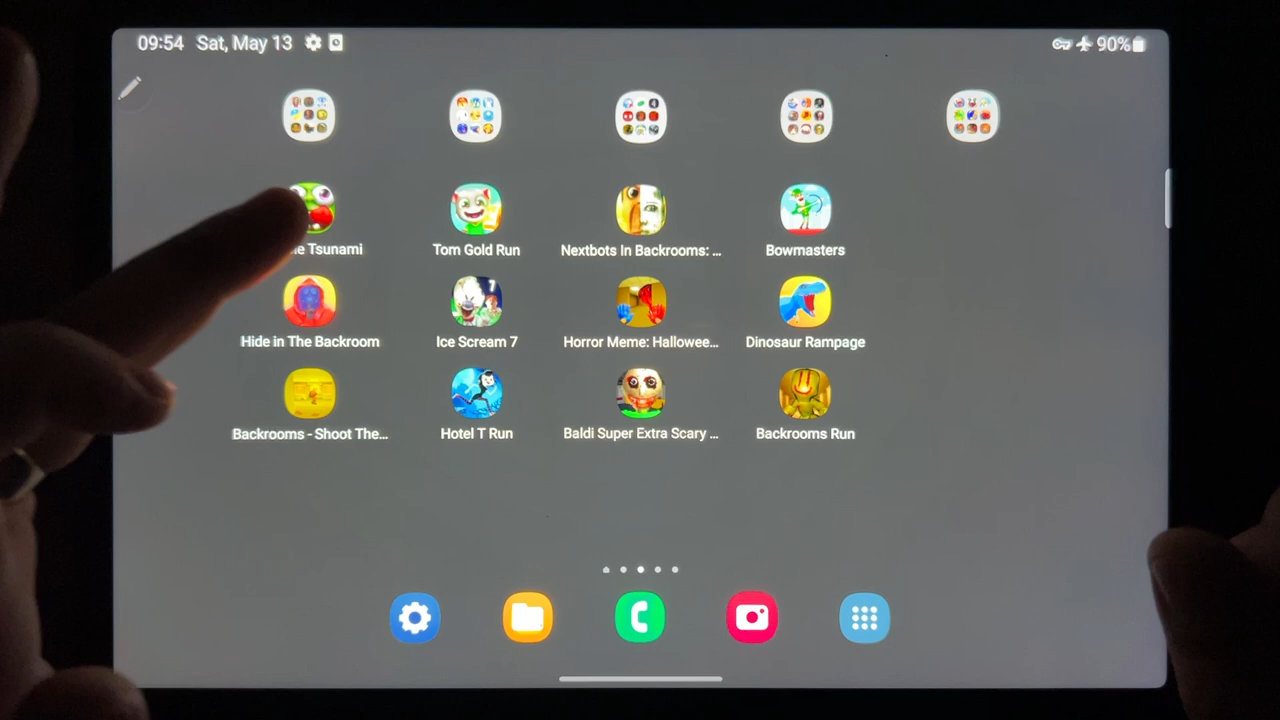 09:54 Sat, May 13
90%
e Tsunami
Tom Gold Run
Nextbots In Backrooms: ...
Bowmasters
7
Hide in The Backroom
Ice Scream 7
Horror Meme: Hallowee...
Dinosaur Rampage
Backrooms - Shoot The...
Hotel T Run
Baldi Super Extra Scary ...
Backrooms Run